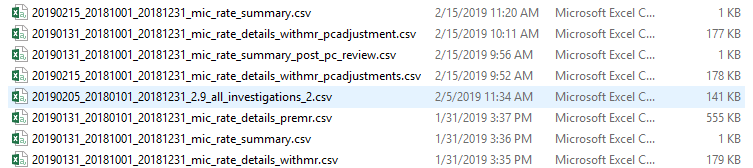 20190215_20181001_20181231_mic_rate_summary.csv 2/15/2019 11:20 AM Microsoft Excel C... 1 KB
20190131_20181001_20181231_mic_rate_details_withmr_pcadjustment.csv 2/15/2019 10:11 AM Microsoft Excel C... 177 KB
20190131_20181001_20181231_mic_rate_summary_post_pc_review.csv 2/15/2019 9:56 AM Microsoft Excel C... 1 KB
20190215_20181001_20181231_mic_rate_details_withmr_pcadjustments.csv 2/15/2019 9:52 AM Microsoft Excel C... 178 KB
20190205_20180101_20181231_2.9_all_investigations_2.csv 2/5/2019 11:34 AM Microsoft Excel C... 141 KB
20190131_20181001_20181231_mic_rate_details_premr.csv 1/31/2019 3:37 PM Microsoft Excel C... 555 KB
20190131_20181001_20181231_mic_rate_summary.csv 1/31/2019 3:36 PM Microsoft Excel C... 1 KB
20190131_20181001_20181231_mic_rate_details_withmr.csv 1/31/2019 3:35 PM Microsoft Excel C... 179 KB